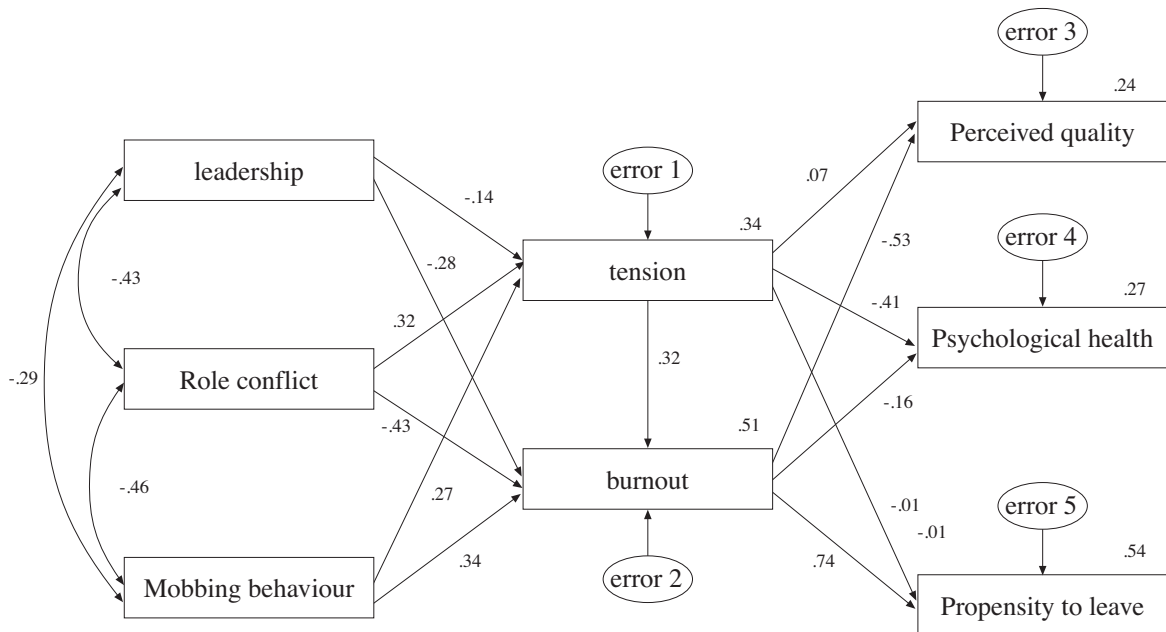 error 3
.24
Perceived quality
leadership
error 1
-.14
.07
.34
tension
-.28
-.53
error 4
.27
-.43
-.41
Psychological health
.32
.32
-.29
Role conflict
-.16
-.43
.51
burnout
-.46
.27
error 5
-.01
-.01
.34
.74
.54
Mobbing behaviour
error 2
Propensity to leave